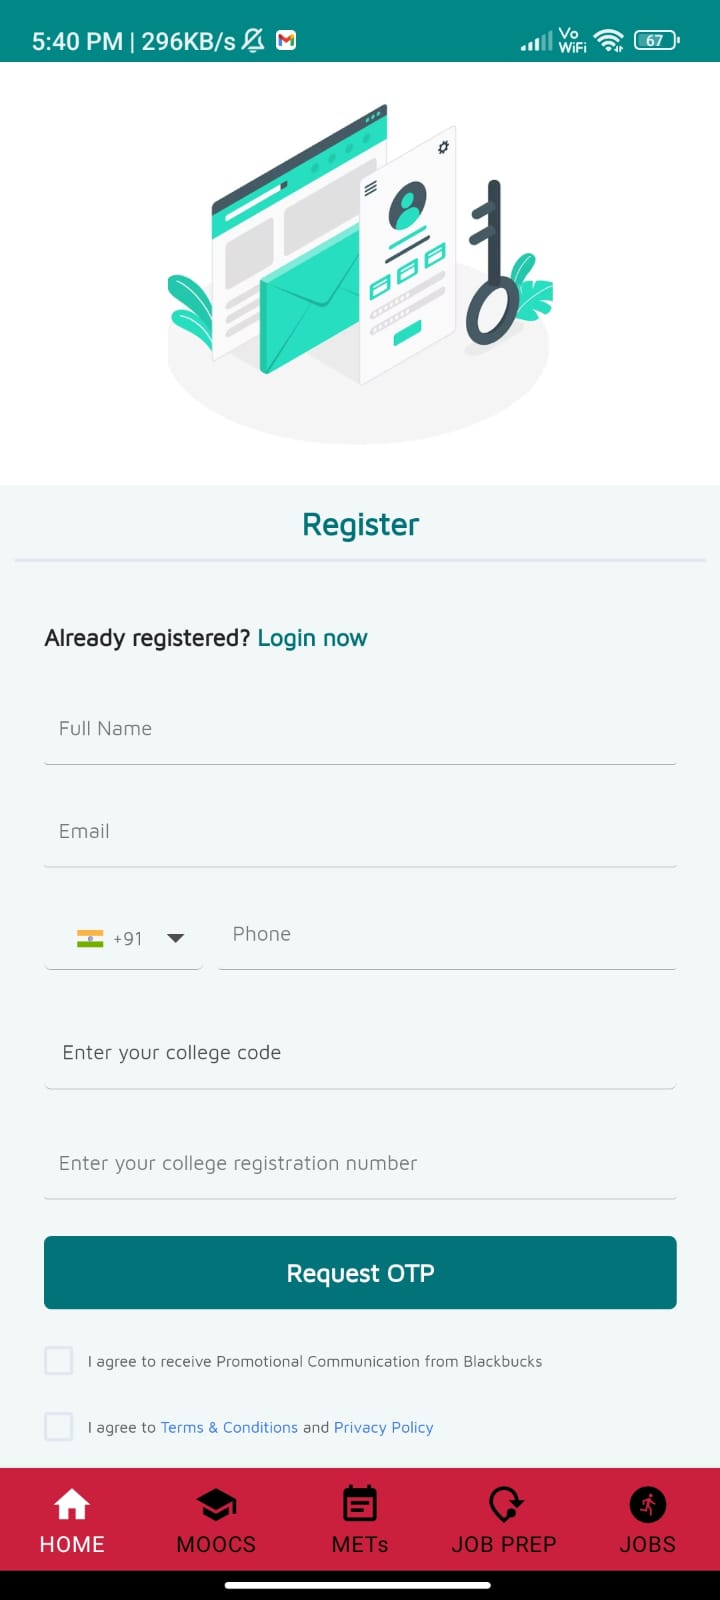 5:40 PM | 296KB/s
Vo
WiFi
67
Register
Already registered? Login now
Full Name
Email
+91
Phone
Enter your college code
Enter your college registration number
Request OTP
I agree to receive Promotional Communication from Blackbucks
I agree to Terms & Conditions and Privacy Policy
HOME MOOCS METs JOB PREP JOBS